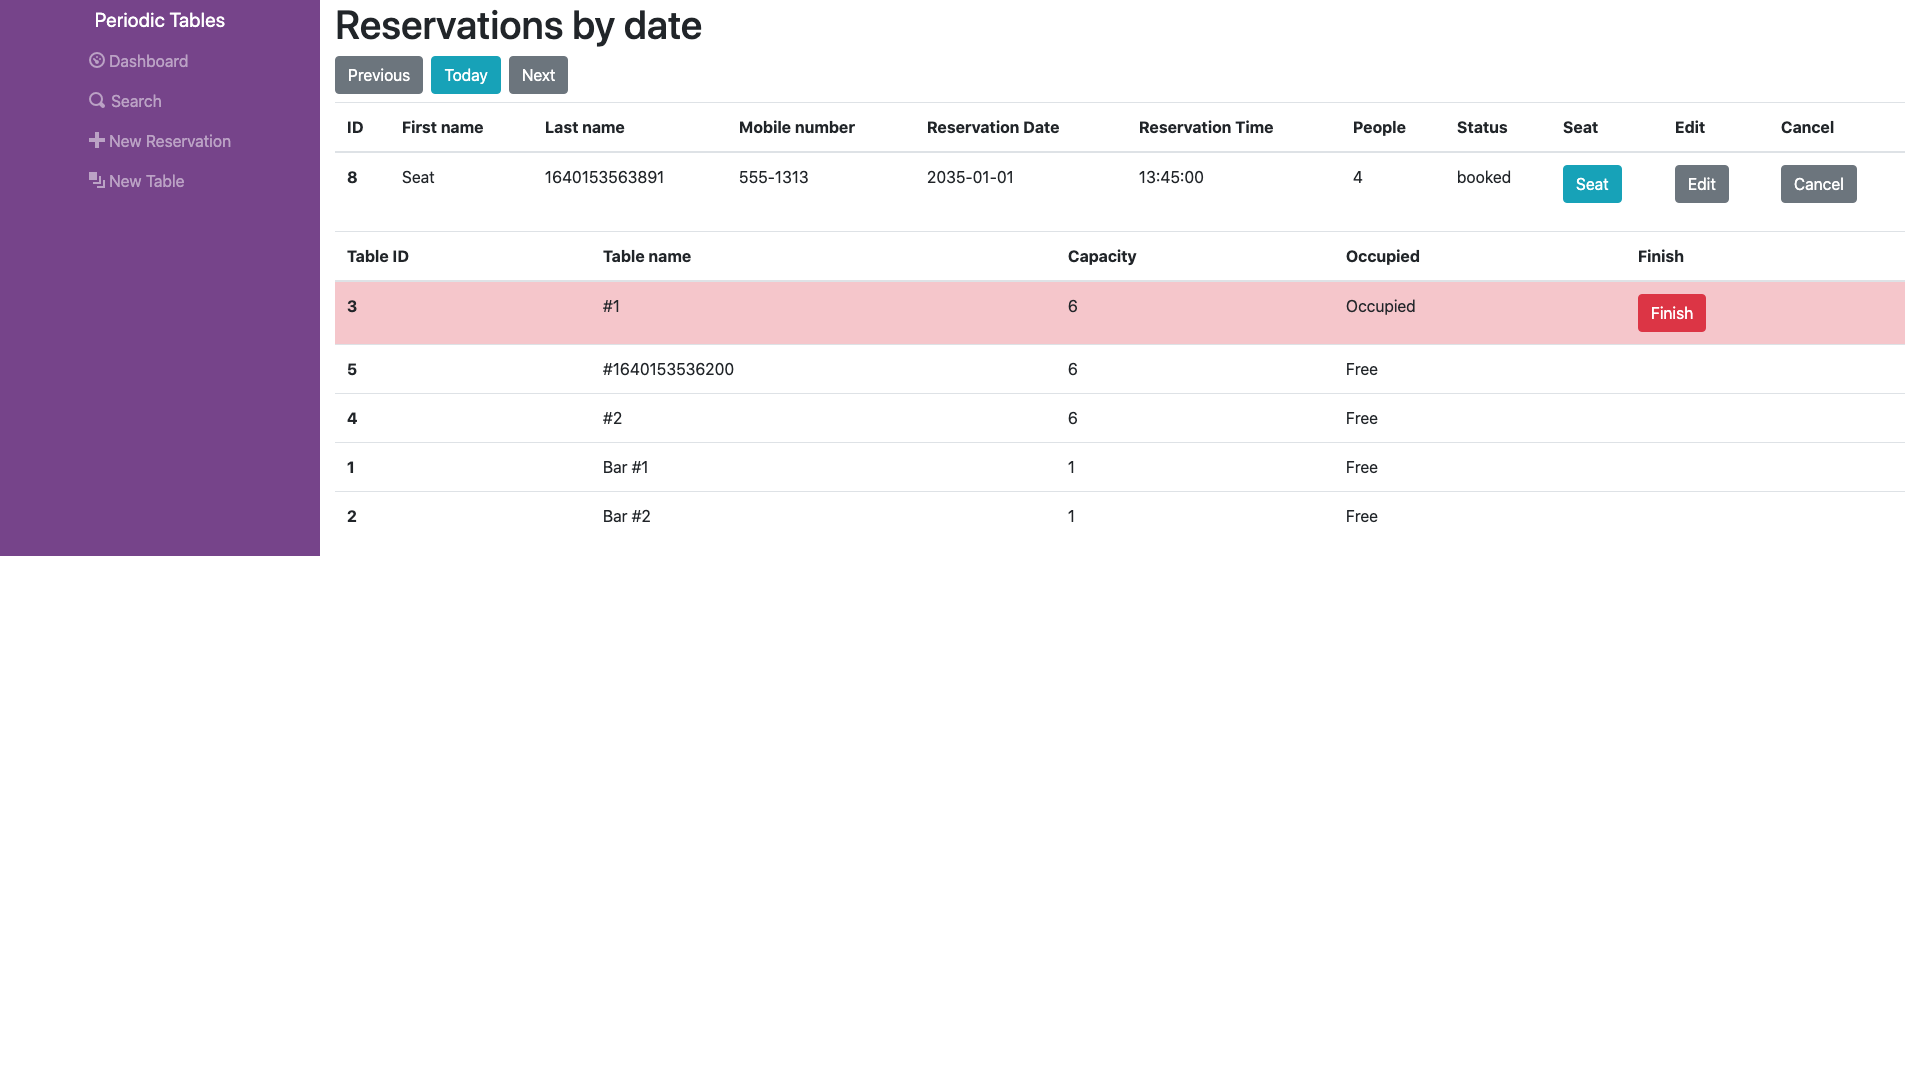 Periodic Tables
Dashboard
Search
New Reservation
New Table
Reservations by date
Previous Today Next
ID First name Last name Mobile number Reservation Date Reservation Time People Status Seat Edit Cancel
8 Seat 1640153563891 555-1313 2035-01-01 13:45:00 4 booked Seat Edit Cancel
Table ID Table name Capacity Occupied Finish
3 #1 6 Occupied Finish
5 #1640153536200 6 Free
4 #2 6 Free
1 Bar #1 1 Free
2 Bar #2 1 Free